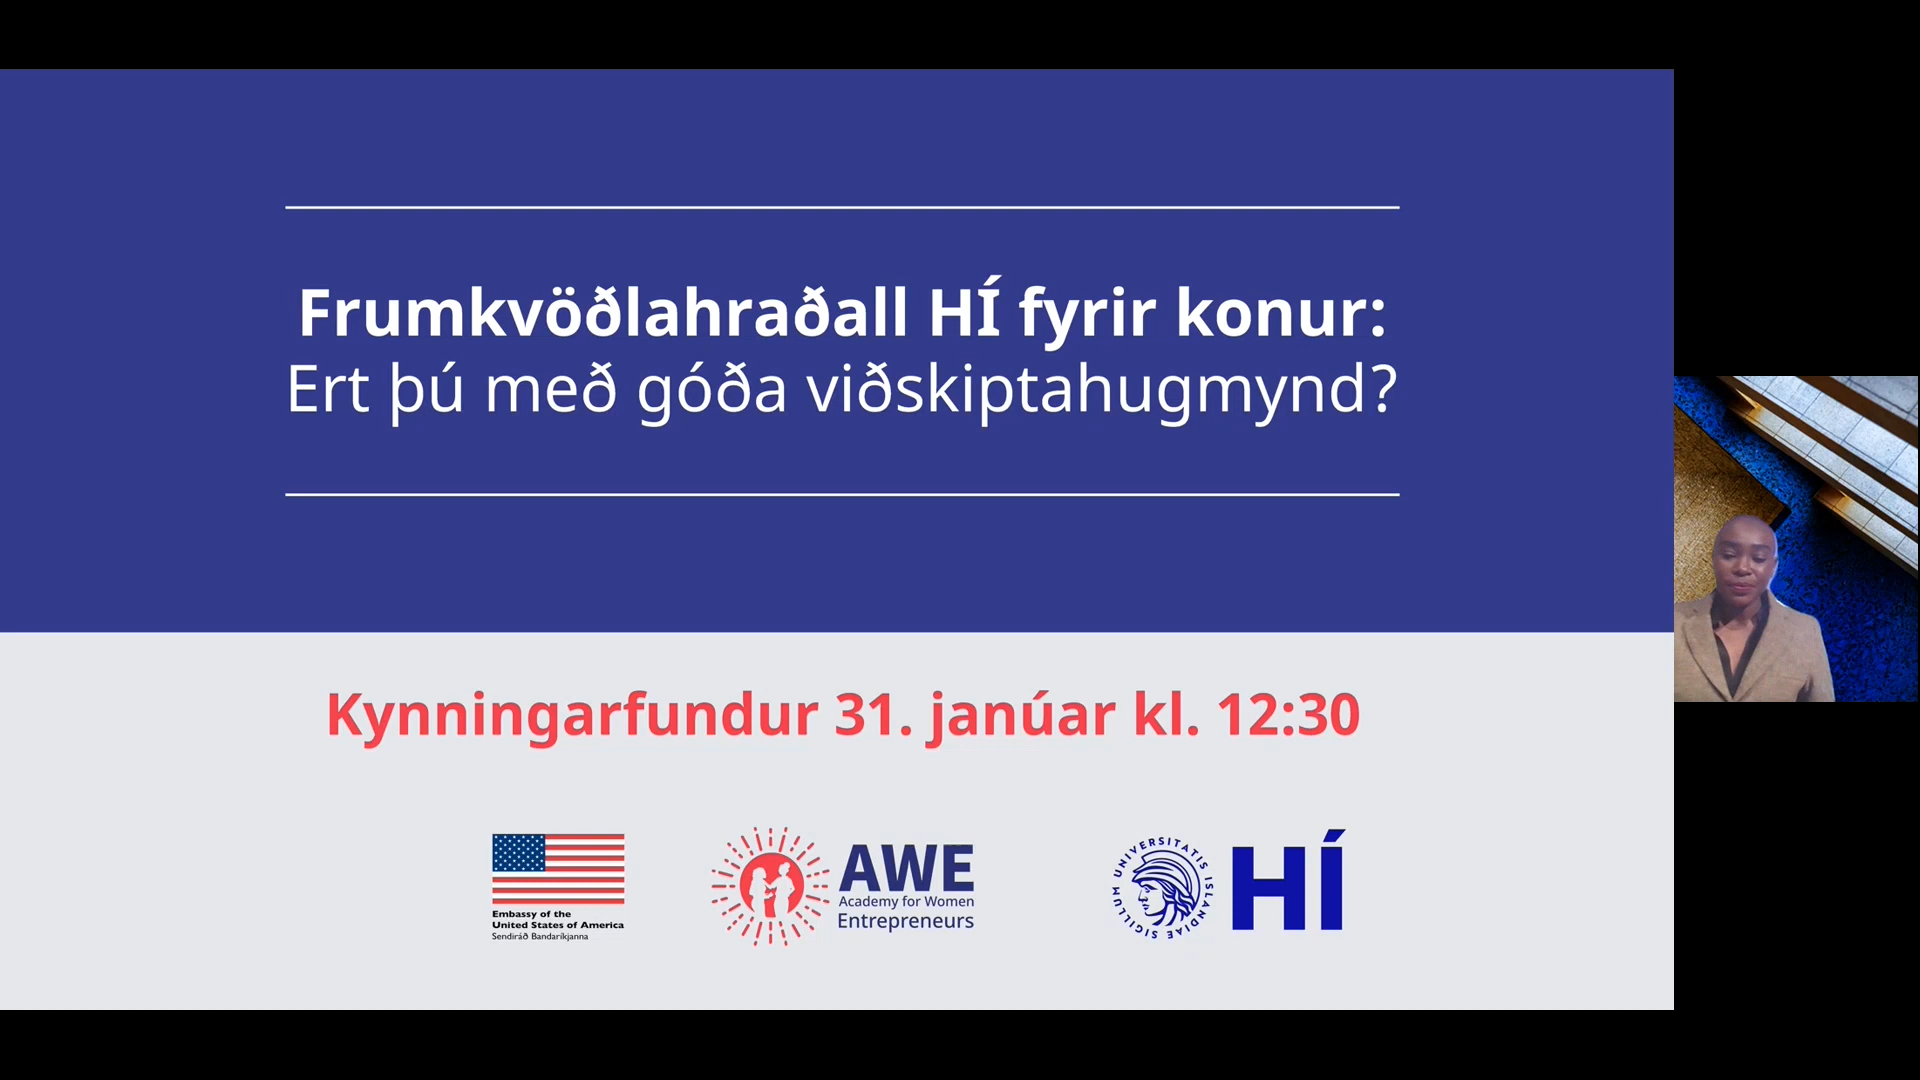 Frumkvöðlahraðall HÍ fyrir konur:
Ert þú með góða viðskiptahugmynd?
Kynningarfundur 31. janúar kl. 12:30
Embassy of the
United States of America
Sendiráð Bandaríkjanna
AWE
Academy for Women
Entrepreneurs
UNIVERSITATIS ISLANDIAE SIGILLUM
HÍ